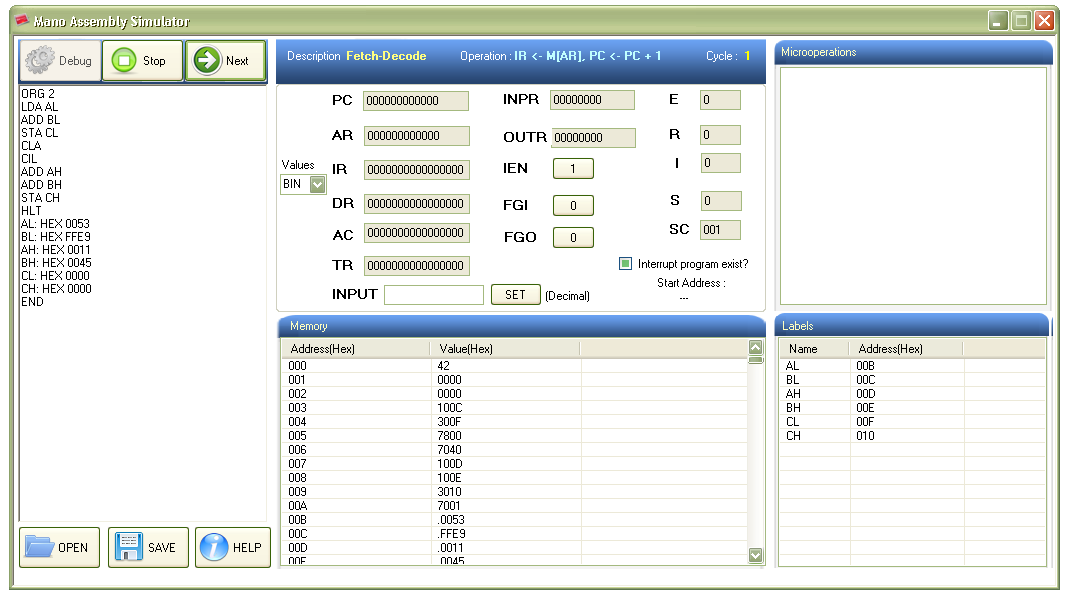 Mano Assembly Simulator
Debug Stop Next
Description Fetch-Decode Operation : IR <- M[AR], PC <- PC + 1 Cycle : 1
Microoperations
ORG 2
LDA AL
ADD BL
STA CL
CLA
CIL
ADD AH
ADD BH
STA CH
HLT
AL: HEX 0053
BL: HEX FFE9
AH: HEX 0011
BH: HEX 0045
CL: HEX 0000
CH: HEX 0000
END
Values
BIN
PC 000000000000
AR 000000000000
IR 0000000000000000
DR 0000000000000000
AC 0000000000000000
TR 0000000000000000
INPUT SET (Decimal)
INPR 00000000
OUTR 00000000
IEN 1
FGI 0
FGO 0
E 0
R 0
I 0
S 0
SC 001
Interrupt program exist?
Start Address :
...
Memory
Address(Hex) Value(Hex)
000 42
001 0000
002 0000
003 100C
004 300F
005 7800
006 7040
007 100D
008 100E
009 3010
00A 7001
00B .0053
00C .FFE9
00D .0011
00E .0045
Labels
Name Address(Hex)
AL 00B
BL 00C
AH 00D
BH 00E
CL 00F
CH 010
OPEN SAVE HELP